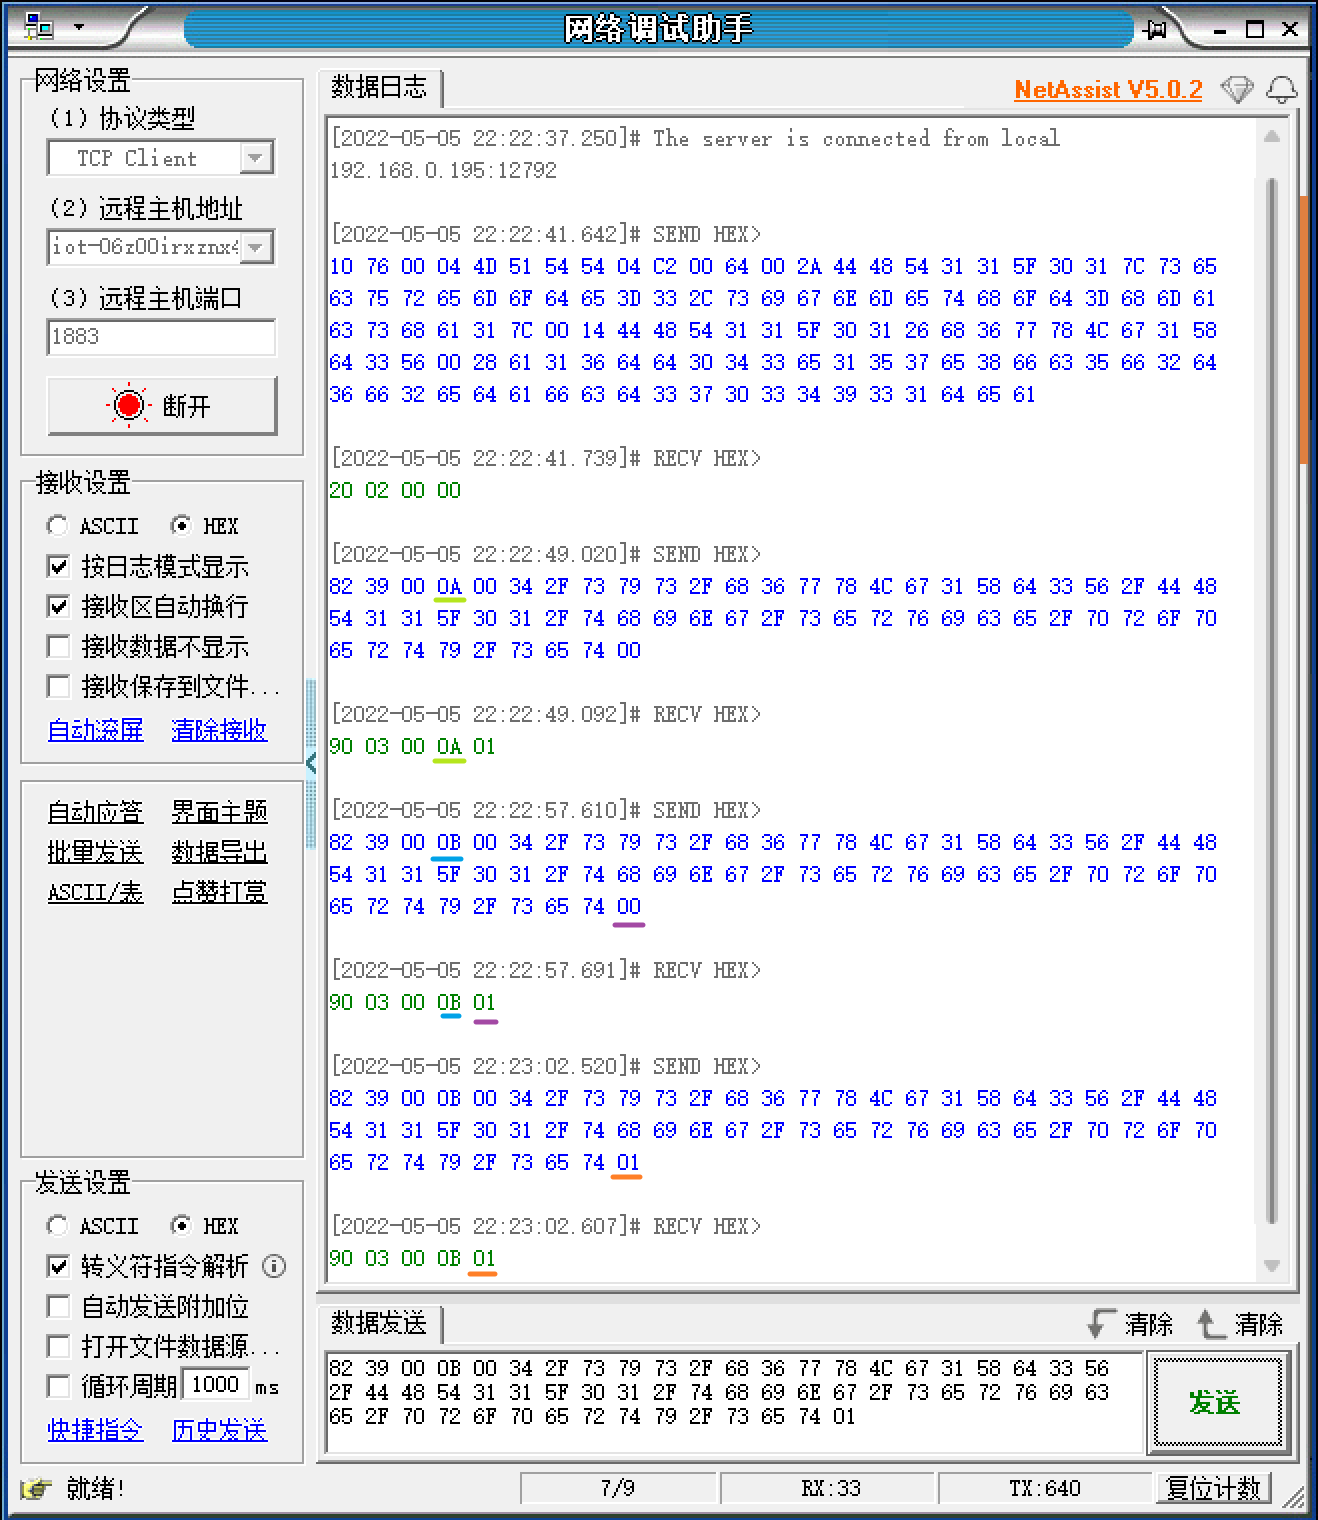 网络调试助手
网络设置
(1) 协议类型
TCP Client
(2) 远程主机地址
iot-06z00irxznx4
(3) 远程主机端口
1883
断开
接收设置
ASCII HEX
按日志模式显示
接收区自动换行
接收数据不显示
接收保存到文件...
自动滚屏 清除接收
自动应答 界面主题
批量发送 数据导出
ASCII/表 点赞打赏
发送设置
ASCII HEX
转义符指令解析
自动发送附加位
打开文件数据源...
循环周期 1000 ms
快捷指令 历史发送
数据日志
NetAssist V5.0.2
[2022-05-05 22:22:37.250]# The server is connected from local
192.168.0.195:12792
[2022-05-05 22:22:41.642]# SEND HEX>
10 76 00 04 4D 51 54 54 04 C2 00 64 00 2A 44 48 54 31 31 5F 30 31 7C 73 65
63 75 72 65 6D 6F 64 65 3D 33 2C 73 69 67 6E 6D 65 74 68 6F 64 3D 68 6D 61
63 73 68 61 31 7C 00 14 44 48 54 31 31 5F 30 31 26 68 36 77 78 4C 67 31 58
64 33 56 00 28 61 31 36 64 64 30 34 33 65 31 35 37 65 38 66 63 35 66 32 64
36 66 32 65 64 61 66 63 64 33 37 30 33 34 39 33 31 64 65 61
[2022-05-05 22:22:41.739]# RECV HEX>
20 02 00 00
[2022-05-05 22:22:49.020]# SEND HEX>
82 39 00 0A 00 34 2F 73 79 73 2F 68 36 77 78 4C 67 31 58 64 33 56 2F 44 48
54 31 31 5F 30 31 2F 74 68 69 6E 67 2F 73 65 72 76 69 63 65 2F 70 72 6F 70
65 72 74 79 2F 73 65 74 00
[2022-05-05 22:22:49.092]# RECV HEX>
90 03 00 0A 01
[2022-05-05 22:22:57.610]# SEND HEX>
82 39 00 0B 00 34 2F 73 79 73 2F 68 36 77 78 4C 67 31 58 64 33 56 2F 44 48
54 31 31 5F 30 31 2F 74 68 69 6E 67 2F 73 65 72 76 69 63 65 2F 70 72 6F 70
65 72 74 79 2F 73 65 74 00
[2022-05-05 22:22:57.691]# RECV HEX>
90 03 00 0B 01
[2022-05-05 22:23:02.520]# SEND HEX>
82 39 00 0B 00 34 2F 73 79 73 2F 68 36 77 78 4C 67 31 58 64 33 56 2F 44 48
54 31 31 5F 30 31 2F 74 68 69 6E 67 2F 73 65 72 76 69 63 65 2F 70 72 6F 70
65 72 74 79 2F 73 65 74 01
[2022-05-05 22:23:02.607]# RECV HEX>
90 03 00 0B 01
数据发送 清除 清除
82 39 00 0B 00 34 2F 73 79 73 2F 68 36 77 78 4C 67 31 58 64 33 56
2F 44 48 54 31 31 5F 30 31 2F 74 68 69 6E 67 2F 73 65 72 76 69 63
65 2F 70 72 6F 70 65 72 74 79 2F 73 65 74 01
发送
就绪! 7/9 RX:33 TX:640 复位计数